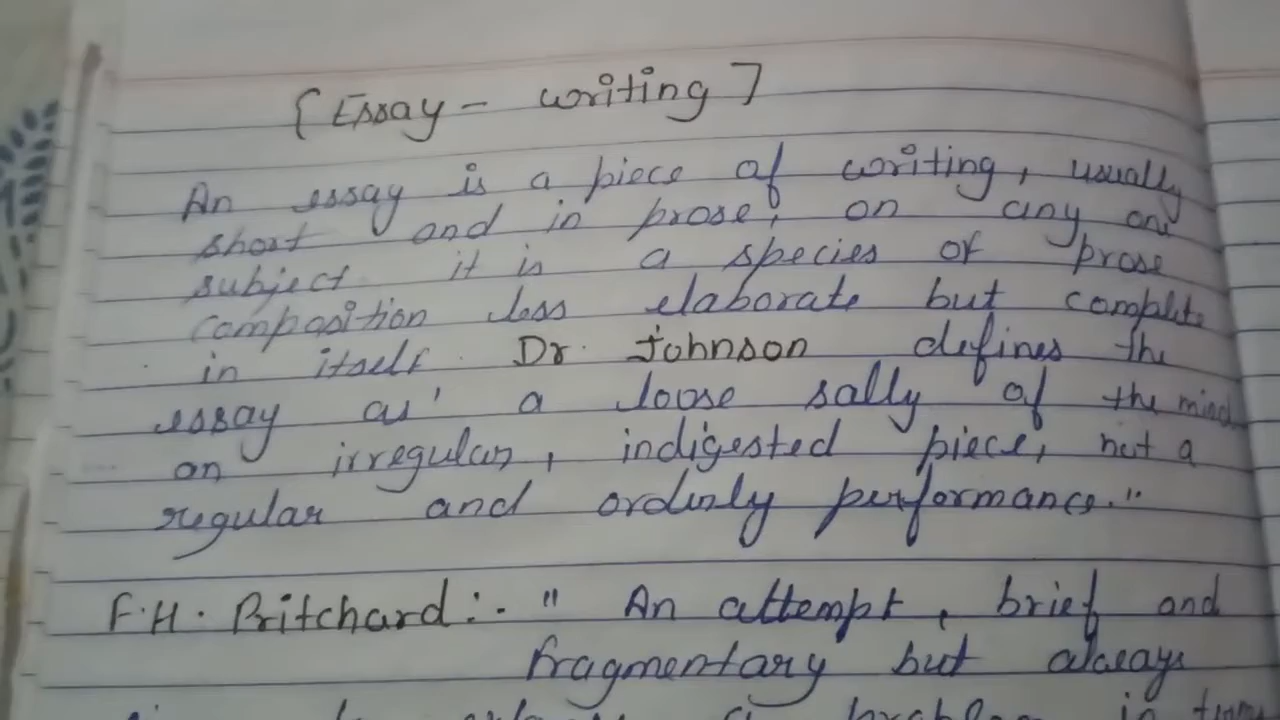 { Essay - writing ]
An essay is a piece of writing, usually
short and in prose, on any one
subject it is a species of prose
composition less elaborate but complete
in itself. Dr. Johnson defines the
essay as' a loose sally of the mind
an irregular, indigested piece, not a
regular and orderly performance."
F.H. Pritchard :- " An attempt, brief and
fragmentary but always
a problem in